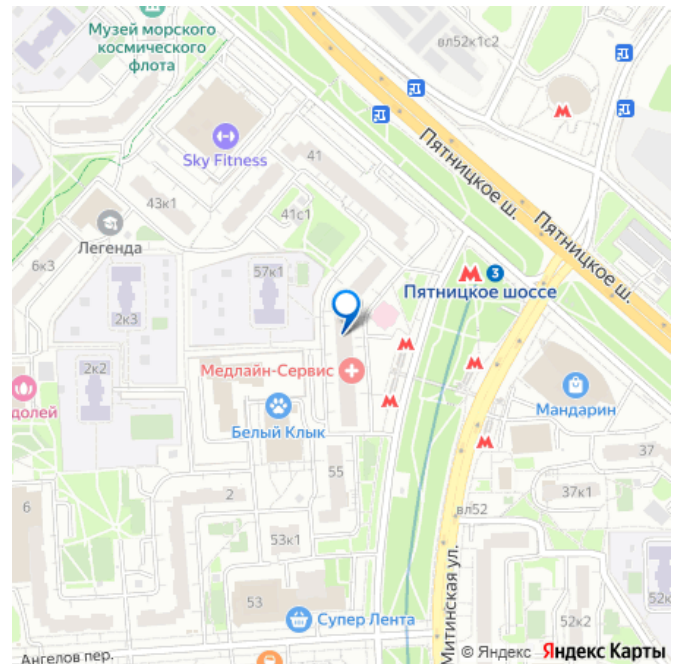 Музей морского
космического
флота
вл52к1с2
Пятницкое ш.
Sky Fitness
41
43к1
41с1
Легенда
6к3
57к1
2к3
Пятницкое ш.
3
Пятницкое шоссе
2к2
Медлайн-Сервис
долей
Белый Клык
Мандарин
37
55
37к1
6
2
вл52
53к1
52к
53
Супер Лента
52к2
Митинская ул.
Ангелов пер.
© Яндекс Яндекс Карты